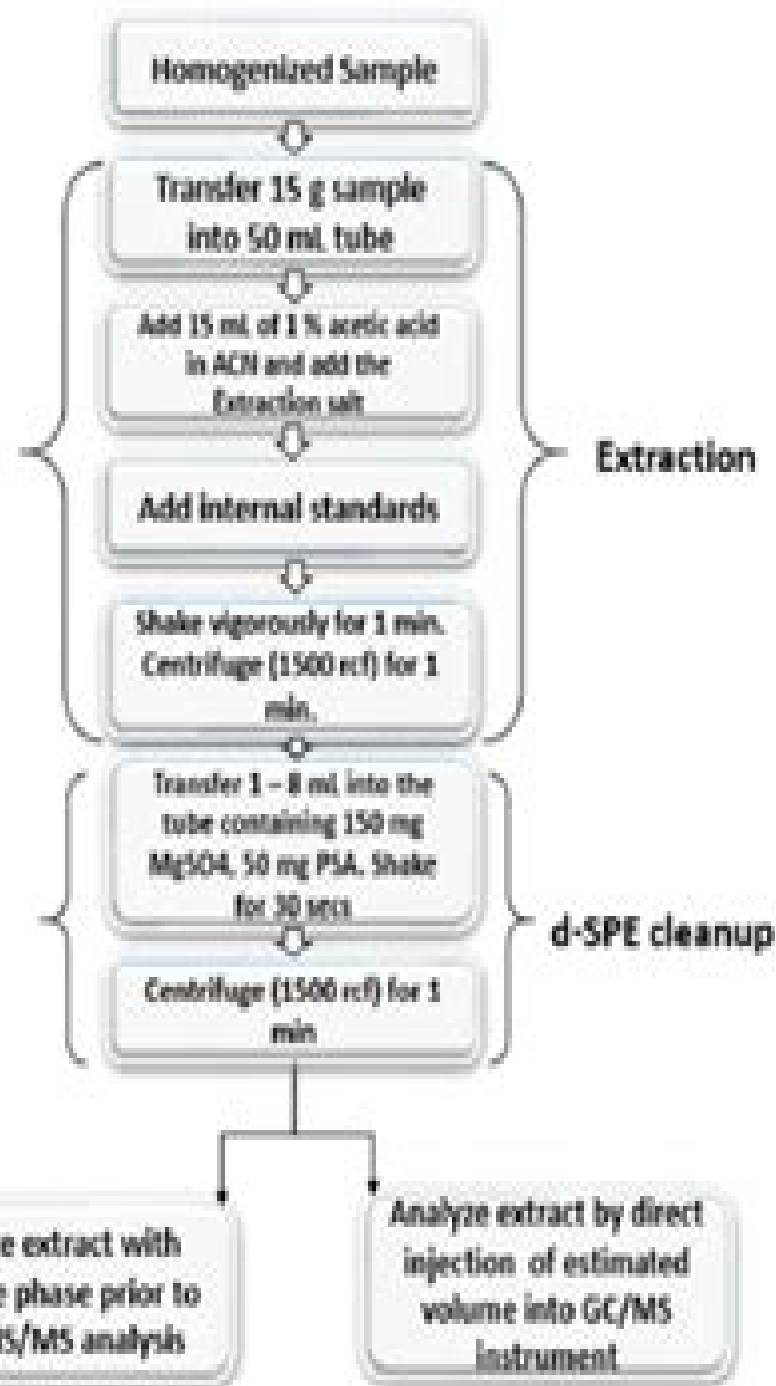 Homogenized Sample
Transfer 15 g sample
into 50 mL tube
Add 15 mL of 1 % acetic acid
in ACN and add the
Extraction salt
Add internal standards
Shake vigorously for 1 min.
Centrifuge (1500 rcf) for 1
min.
Extraction
Transfer 1 – 8 mL into the
tube containing 150 mg
MgSO4, 50 mg PSA. Shake
for 30 secs
Centrifuge (1500 rcf) for 1
min
d-SPE cleanup
extract with
phase prior to
MS/MS analysis
Analyze extract by direct
injection of estimated
volume into GC/MS
instrument